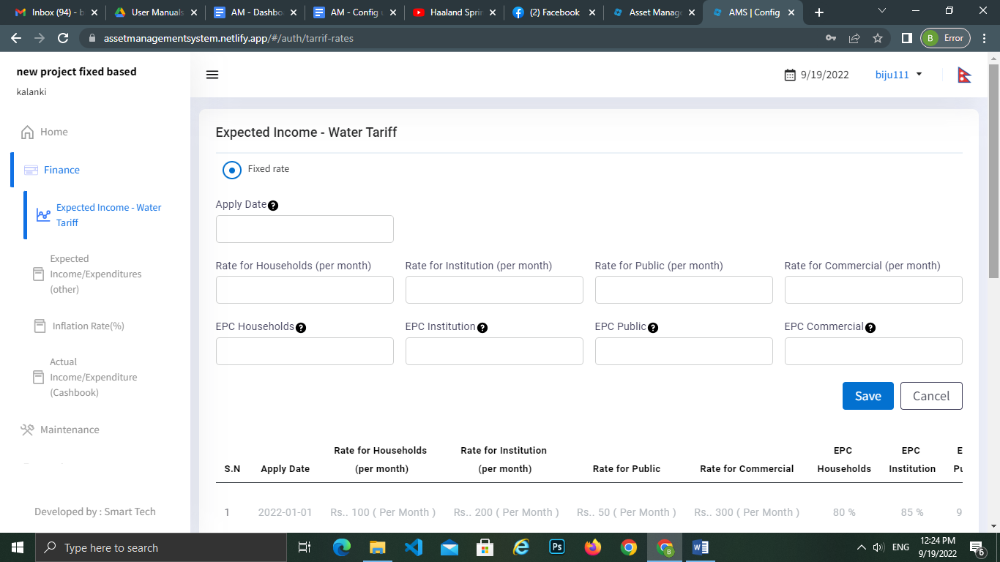 Inbox (94) - b
User Manuals
AM - Dashbo
AM - Config u
Haaland Sprin
(2) Facebook
Asset Manage
AMS | Config
assetmanagementsystem.netlify.app/#/auth/tarrif-rates
B Error
new project fixed based
kalanki
9/19/2022
biju111
Home
Finance
Expected Income - Water
Tariff
Expected
Income/Expenditures
(other)
Inflation Rate(%)
Actual
Income/Expenditure
(Cashbook)
Maintenance
Developed by : Smart Tech
Expected Income - Water Tariff
Fixed rate
Apply Date ?
Rate for Households (per month) Rate for Institution (per month) Rate for Public (per month) Rate for Commercial (per month)
EPC Households ? EPC Institution ? EPC Public ? EPC Commercial ?
Save Cancel
Rate for Households Rate for Institution EPC EPC E
S.N Apply Date (per month) (per month) Rate for Public Rate for Commercial Households Institution Pu
1 2022-01-01 Rs.. 100 ( Per Month ) Rs.. 200 ( Per Month ) Rs.. 50 ( Per Month ) Rs.. 300 ( Per Month ) 80 % 85 % 9
Type here to search
Ps
B
W
ENG
12:24 PM
9/19/2022
6